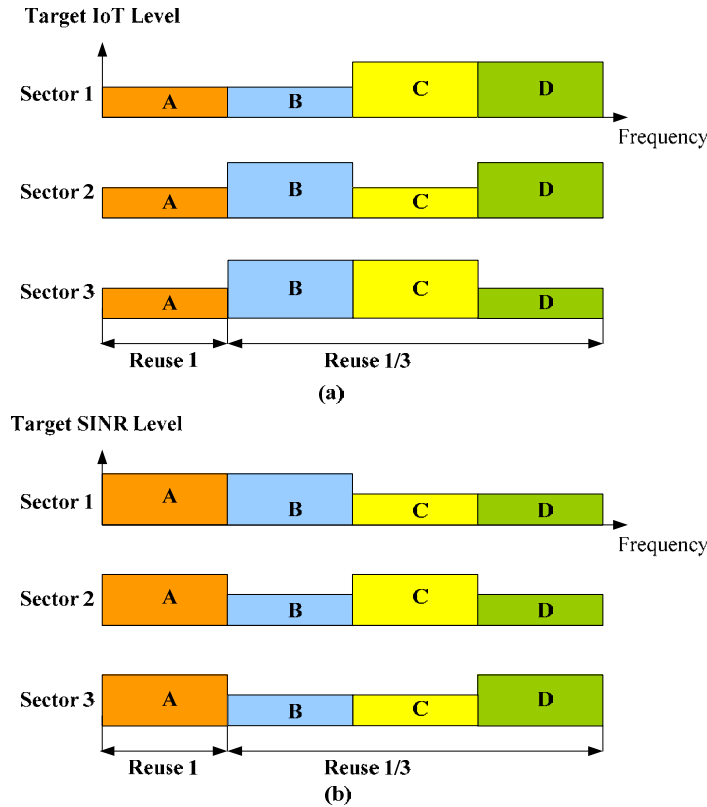 Target IoT Level
Sector 1
A
B
C
D
Frequency
Sector 2
A
B
C
D
Sector 3
A
B
C
D
Reuse 1
Reuse 1/3
(a)
Target SINR Level
Sector 1
A
B
C
D
Frequency
Sector 2
A
B
C
D
Sector 3
A
B
C
D
Reuse 1
Reuse 1/3
(b)